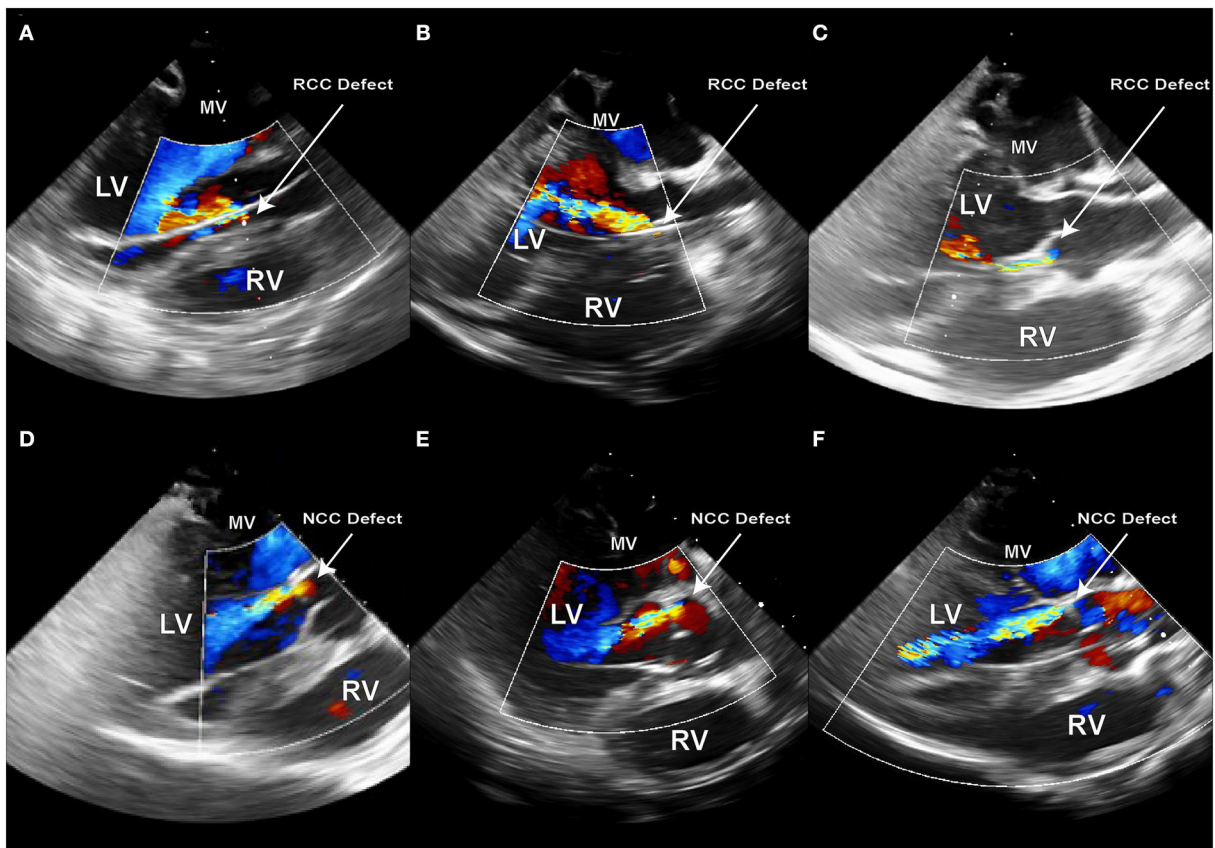 A
RCC Defect
MV
LV
RV
B
RCC Defect
MV
LV
RV
C
RCC Defect
MV
LV
RV
D
NCC Defect
MV
LV
RV
E
NCC Defect
MV
LV
RV
F
NCC Defect
MV
LV
RV